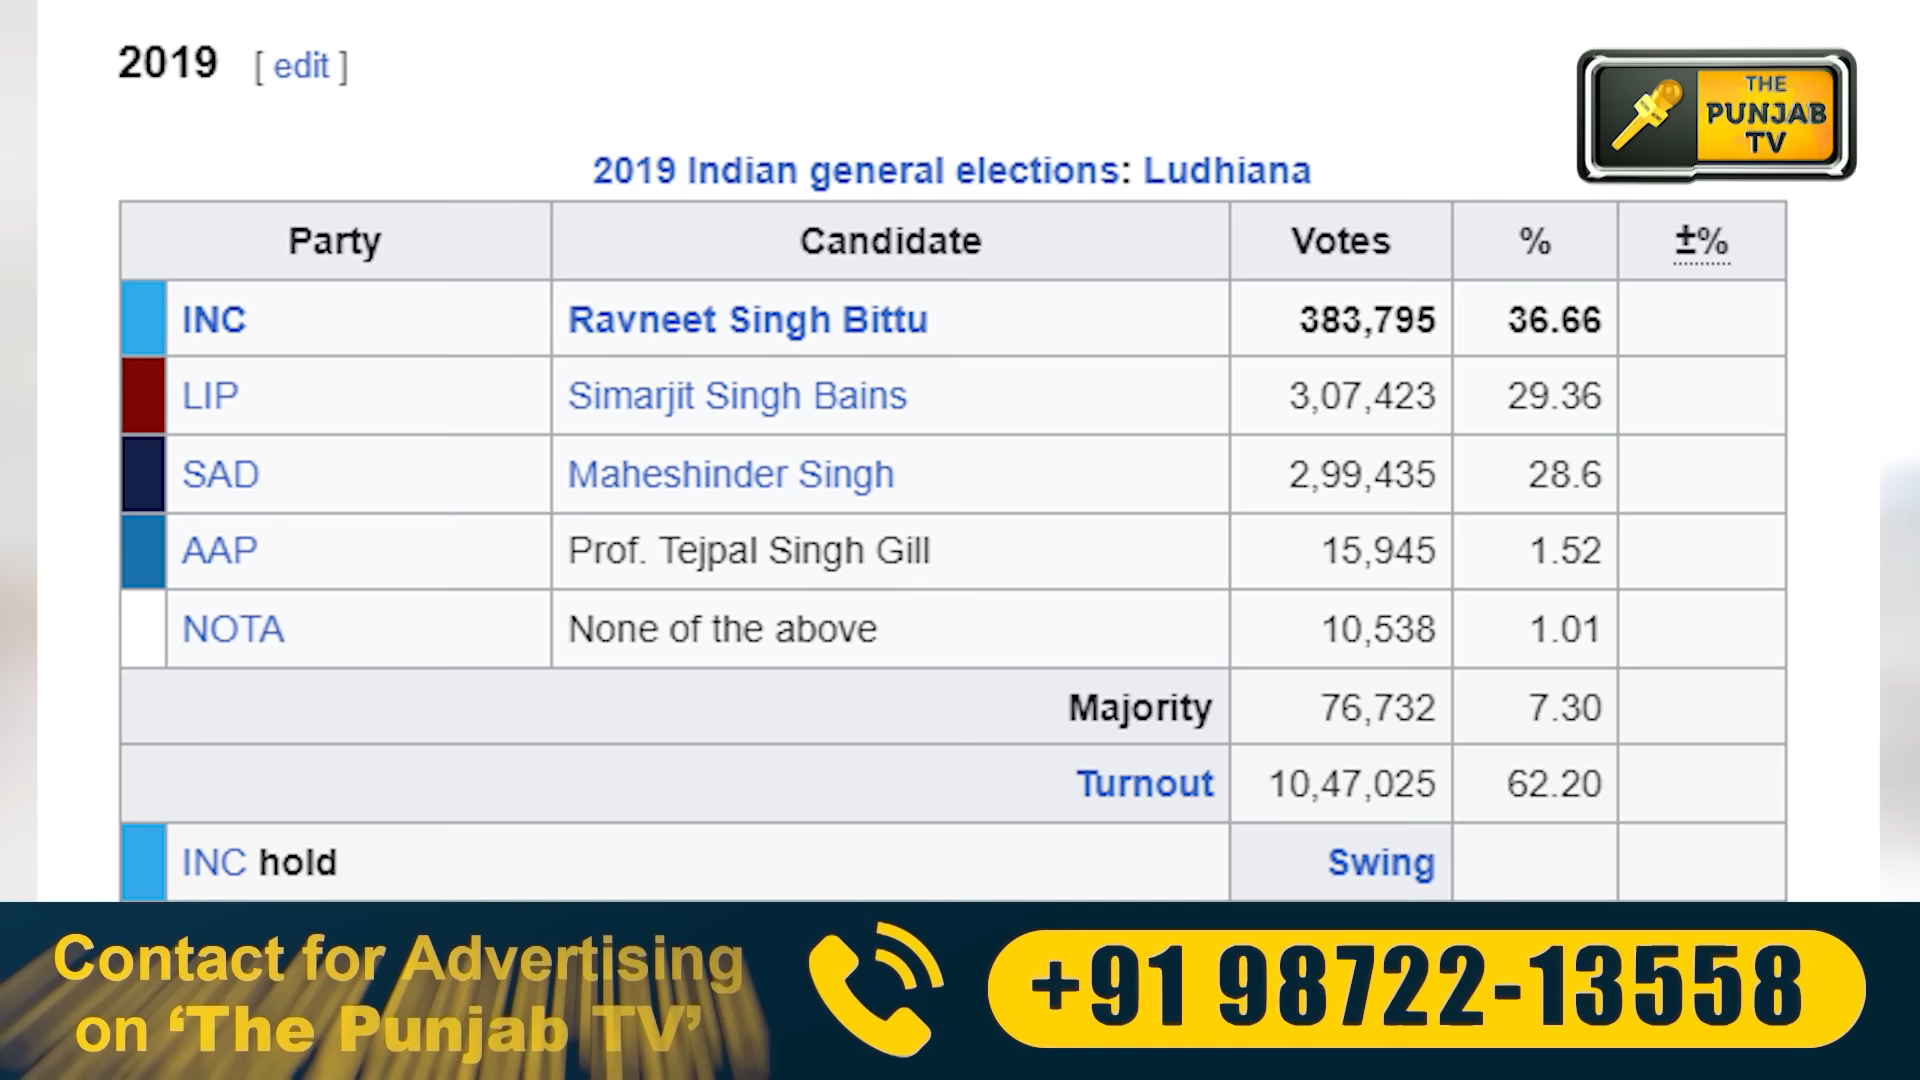 2019 [ edit ]
THE
PUNJAB
TV
2019 Indian general elections: Ludhiana
Party Candidate Votes % ±%
INC Ravneet Singh Bittu 383,795 36.66
LIP Simarjit Singh Bains 3,07,423 29.36
SAD Maheshinder Singh 2,99,435 28.6
AAP Prof. Tejpal Singh Gill 15,945 1.52
NOTA None of the above 10,538 1.01
Majority 76,732 7.30
Turnout 10,47,025 62.20
INC hold Swing
Contact for Advertising
on ‘The Punjab TV’
+91 98722-13558